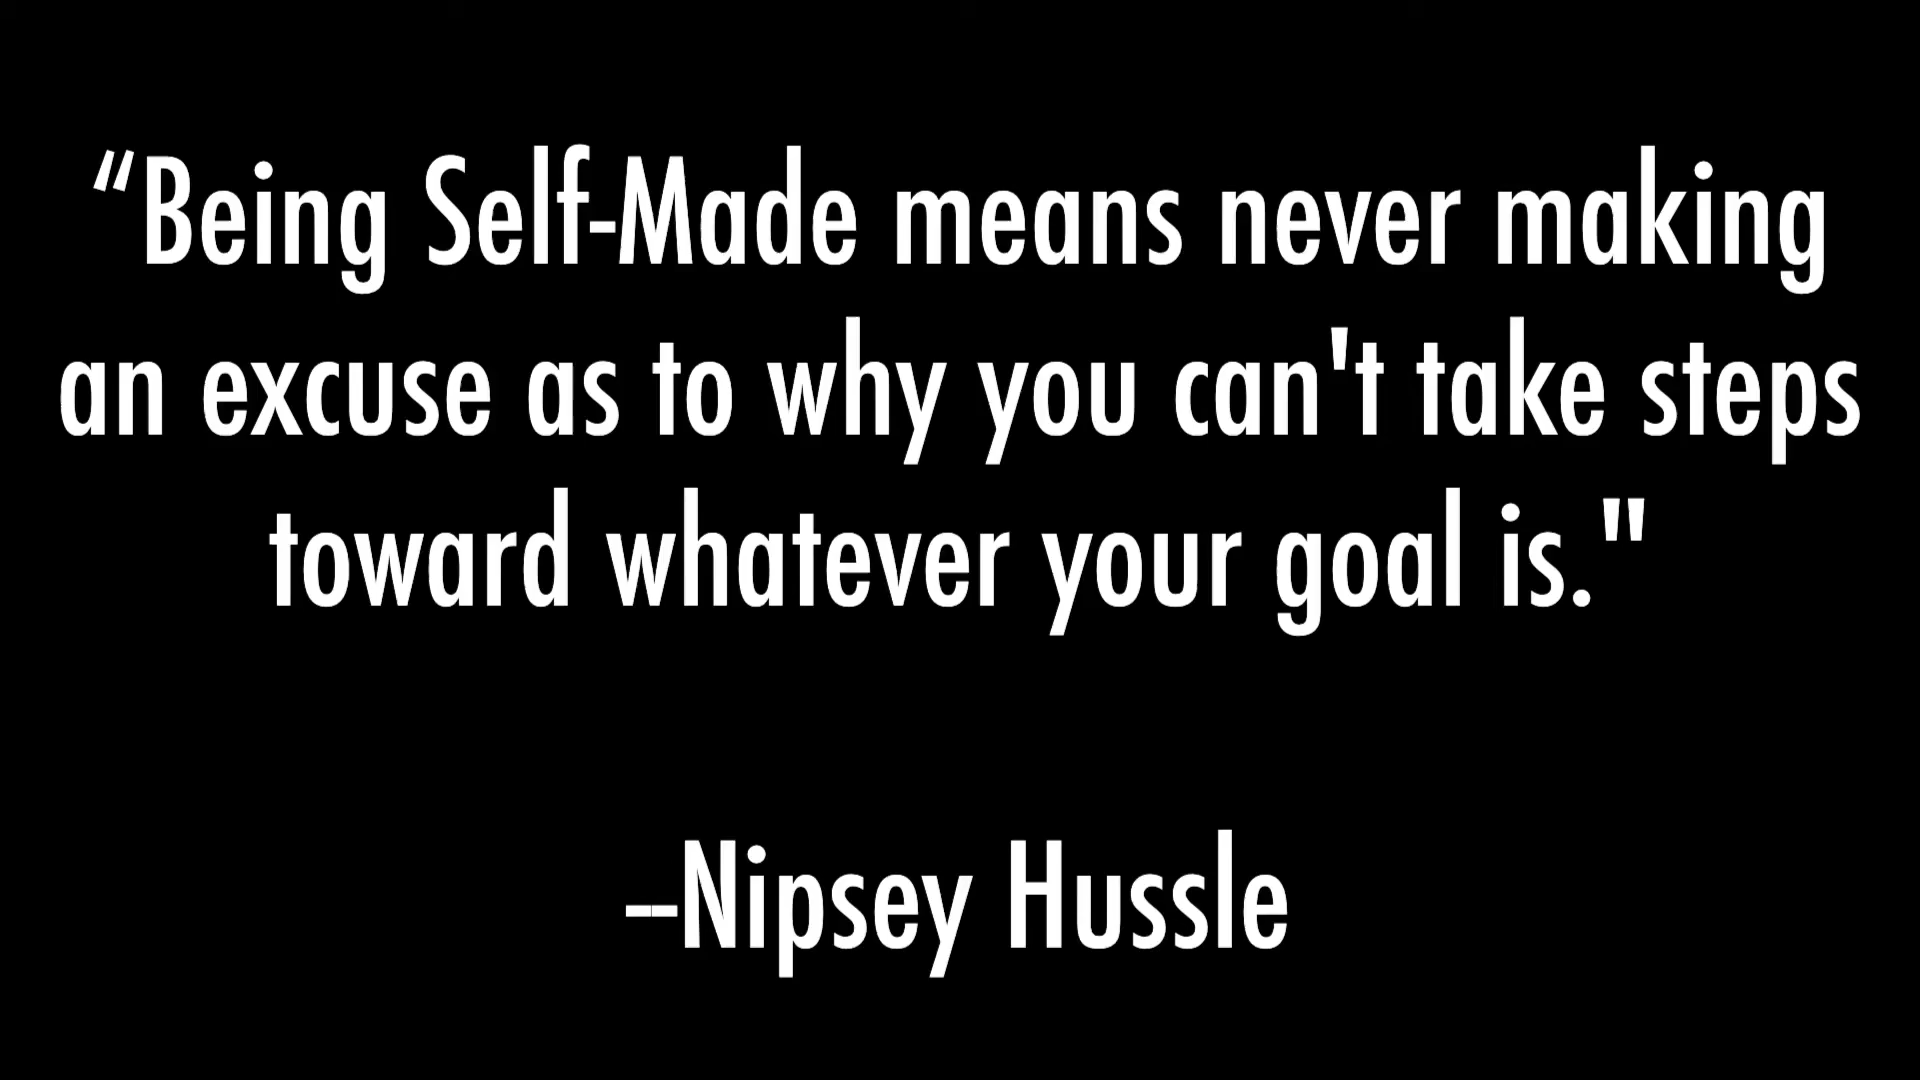 “Being Self-Made means never making
an excuse as to why you can't take steps
toward whatever your goal is."
--Nipsey Hussle